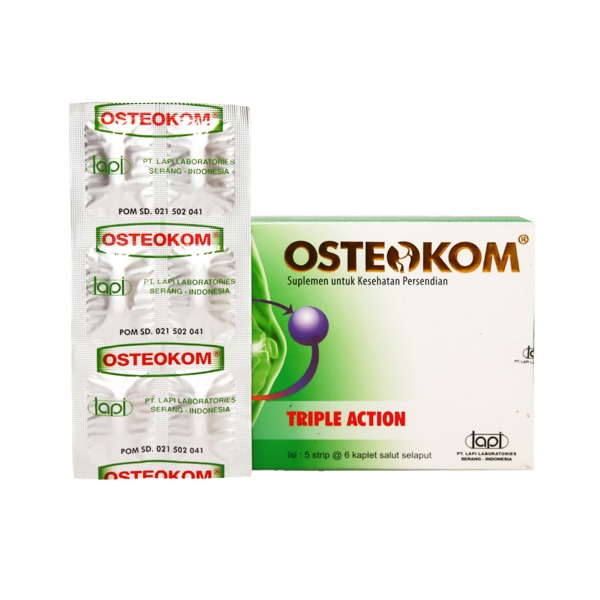 OSTEOKOM®
lapi PT. LAPI LABORATORIES
SERANG - INDONESIA
POM SD. 021 502 041
OSTEOKOM®
lapi PT. LAPI LABORATORIES
SERANG - INDONESIA
POM SD. 021 502 041
OSTEOKOM®
lapi PT. LAPI LABORATORIES
SERANG - INDONESIA
POM SD. 021 502 041
OSTEOKOM®
OSTEOKOM®
Suplemen untuk Kesehatan Persendian
TRIPLE ACTION
Isi : 5 strip @ 6 kaplet salut selaput
lapi
PT. LAPI LABORATORIES
SERANG - INDONESIA